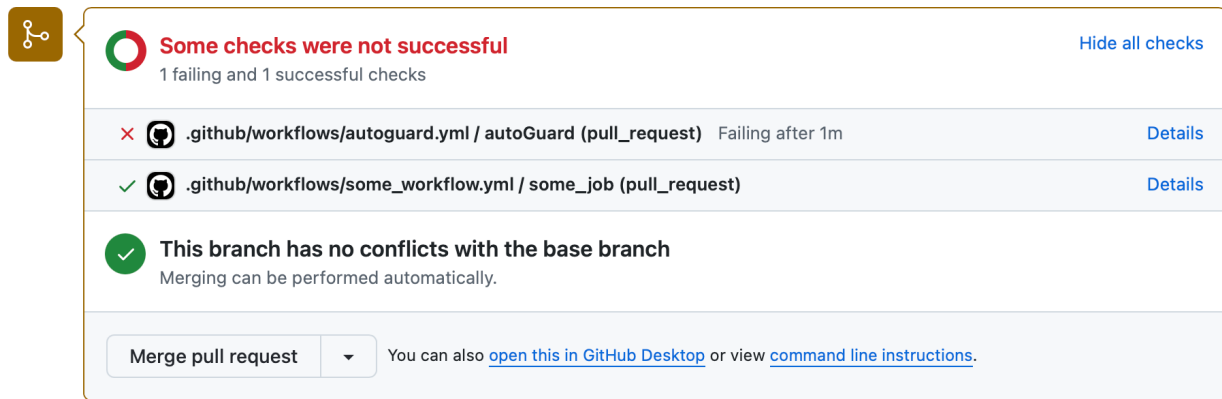 Some checks were not successful
Hide all checks
1 failing and 1 successful checks
.github/workflows/autoguard.yml / autoGuard (pull_request) Failing after 1m Details
.github/workflows/some_workflow.yml / some_job (pull_request) Details
This branch has no conflicts with the base branch
Merging can be performed automatically.
Merge pull request You can also open this in GitHub Desktop or view command line instructions.